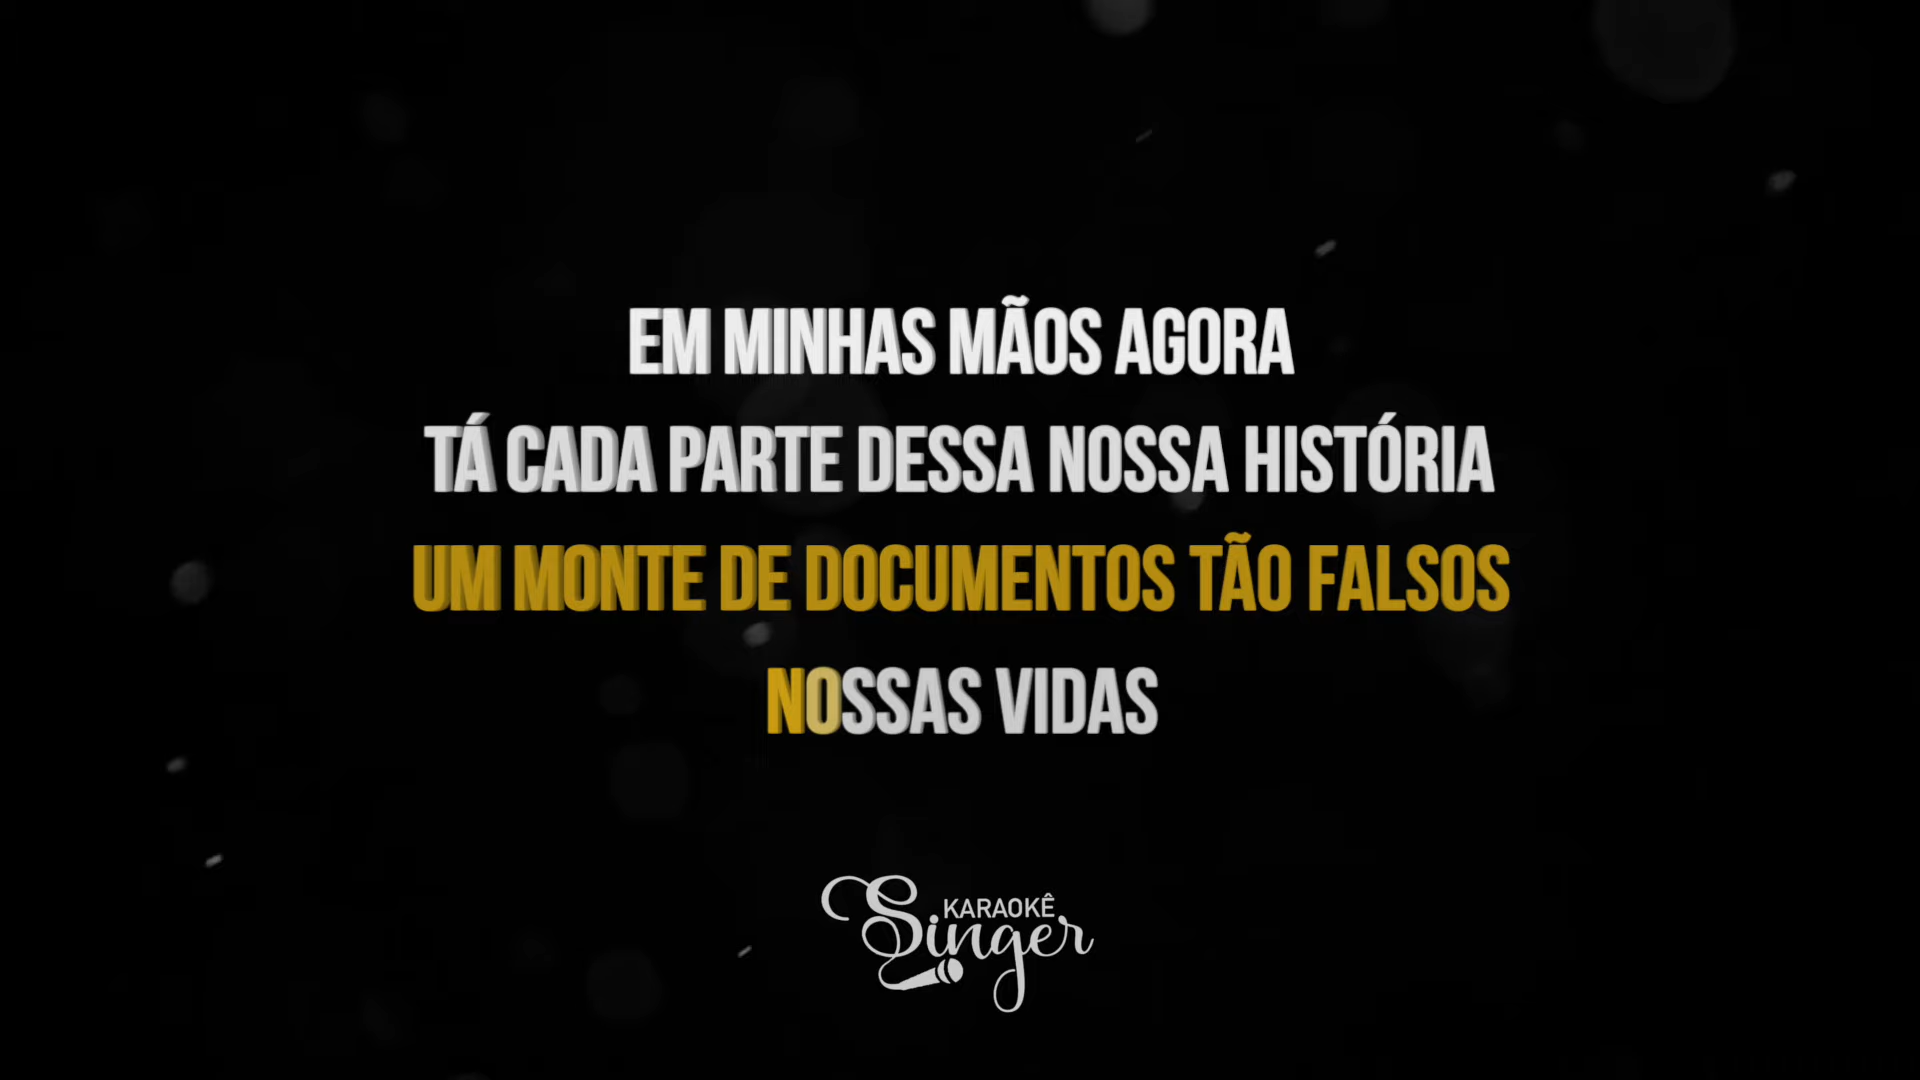 EM MINHAS MÃOS AGORA
TÁ CADA PARTE DESSA NOSSA HISTÓRIA
UM MONTE DE DOCUMENTOS TÃO FALSOS
NOSSAS VIDAS
KARAOKÊ
Singer